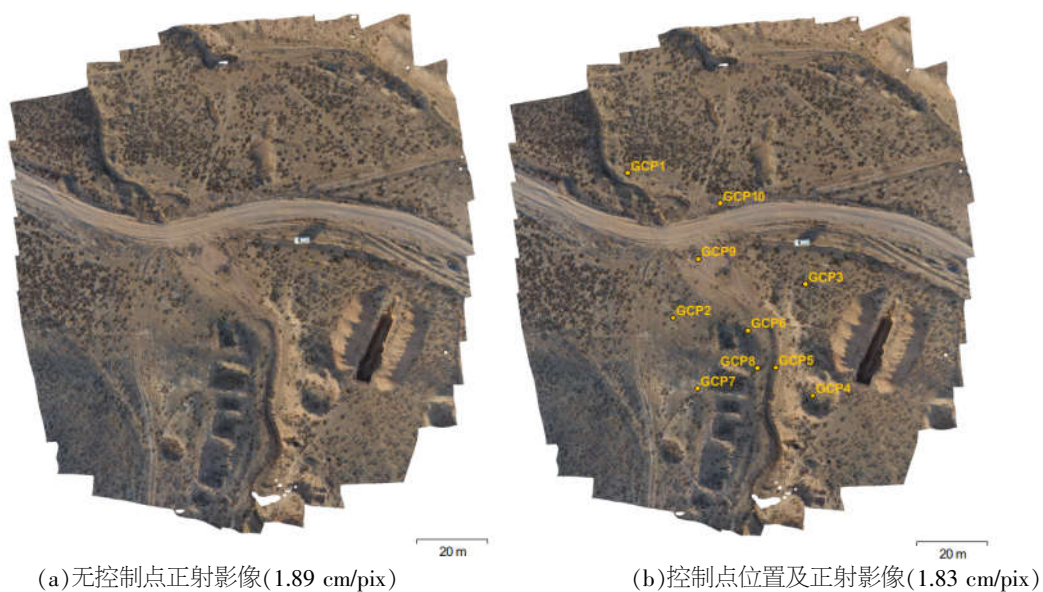 GCP1
GCP10
GCP9
GCP3
GCP2
GCP6
GCP8
GCP5
GCP7
GCP4
20 m
20 m
(a)无控制点正射影像(1.89 cm/pix)
(b)控制点位置及正射影像(1.83 cm/pix)